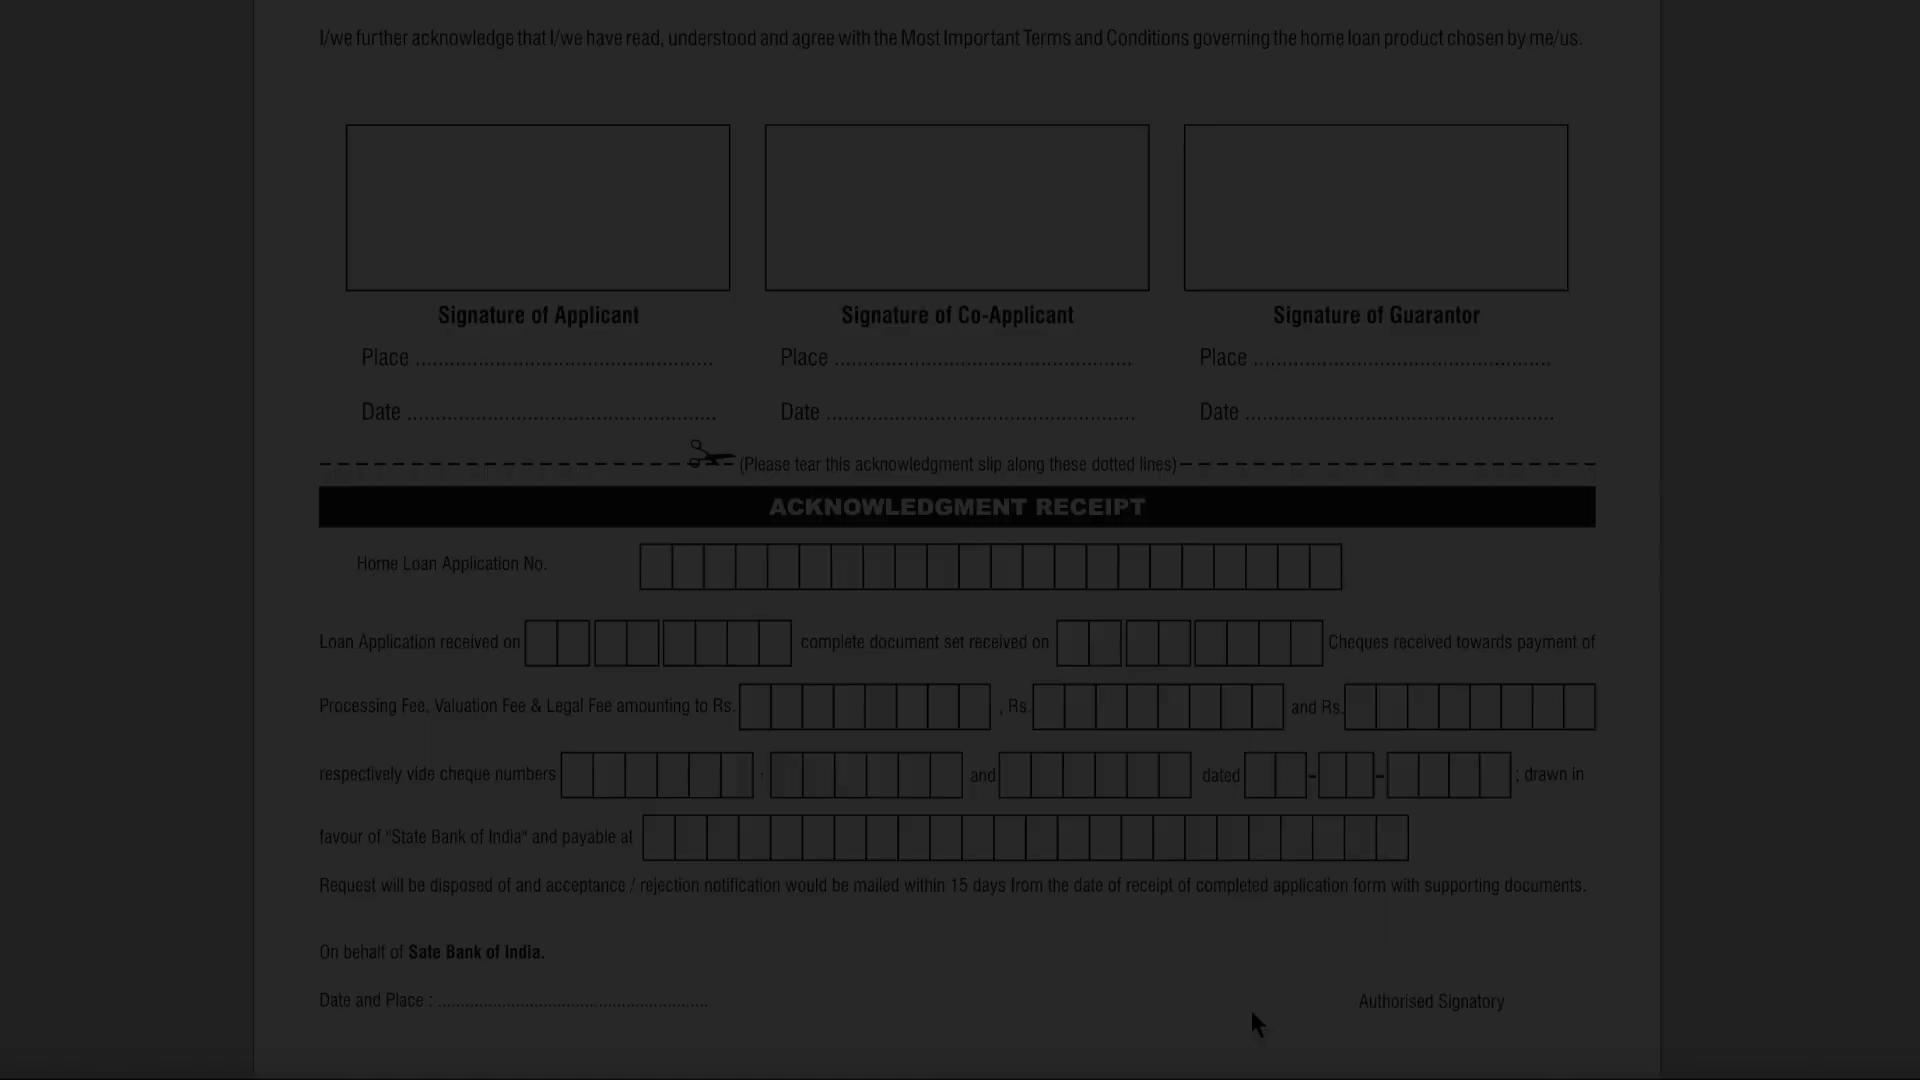 I/we further acknowledge that I/we have read, understood and agree with the Most Important Terms and Conditions governing the home loan product chosen by me/us.
Signature of Applicant Signature of Co-Applicant Signature of Guarantor
Place .................................................... Place .................................................... Place ....................................................
Date ...................................................... Date ...................................................... Date ......................................................
(Please tear this acknowledgment slip along these dotted lines)
ACKNOWLEDGMENT RECEIPT
Home Loan Application No.
Loan Application received on complete document set received on Cheques received towards payment of
Processing Fee, Valuation Fee & Legal Fee amounting to Rs. , Rs. and Rs.
respectively vide cheque numbers , and dated - - ; drawn in
favour of "State Bank of India" and payable at
Request will be disposed of and acceptance / rejection notification would be mailed within 15 days from the date of receipt of completed application form with supporting documents.
On behalf of Sate Bank of India.
Date and Place : .........................................................
Authorised Signatory